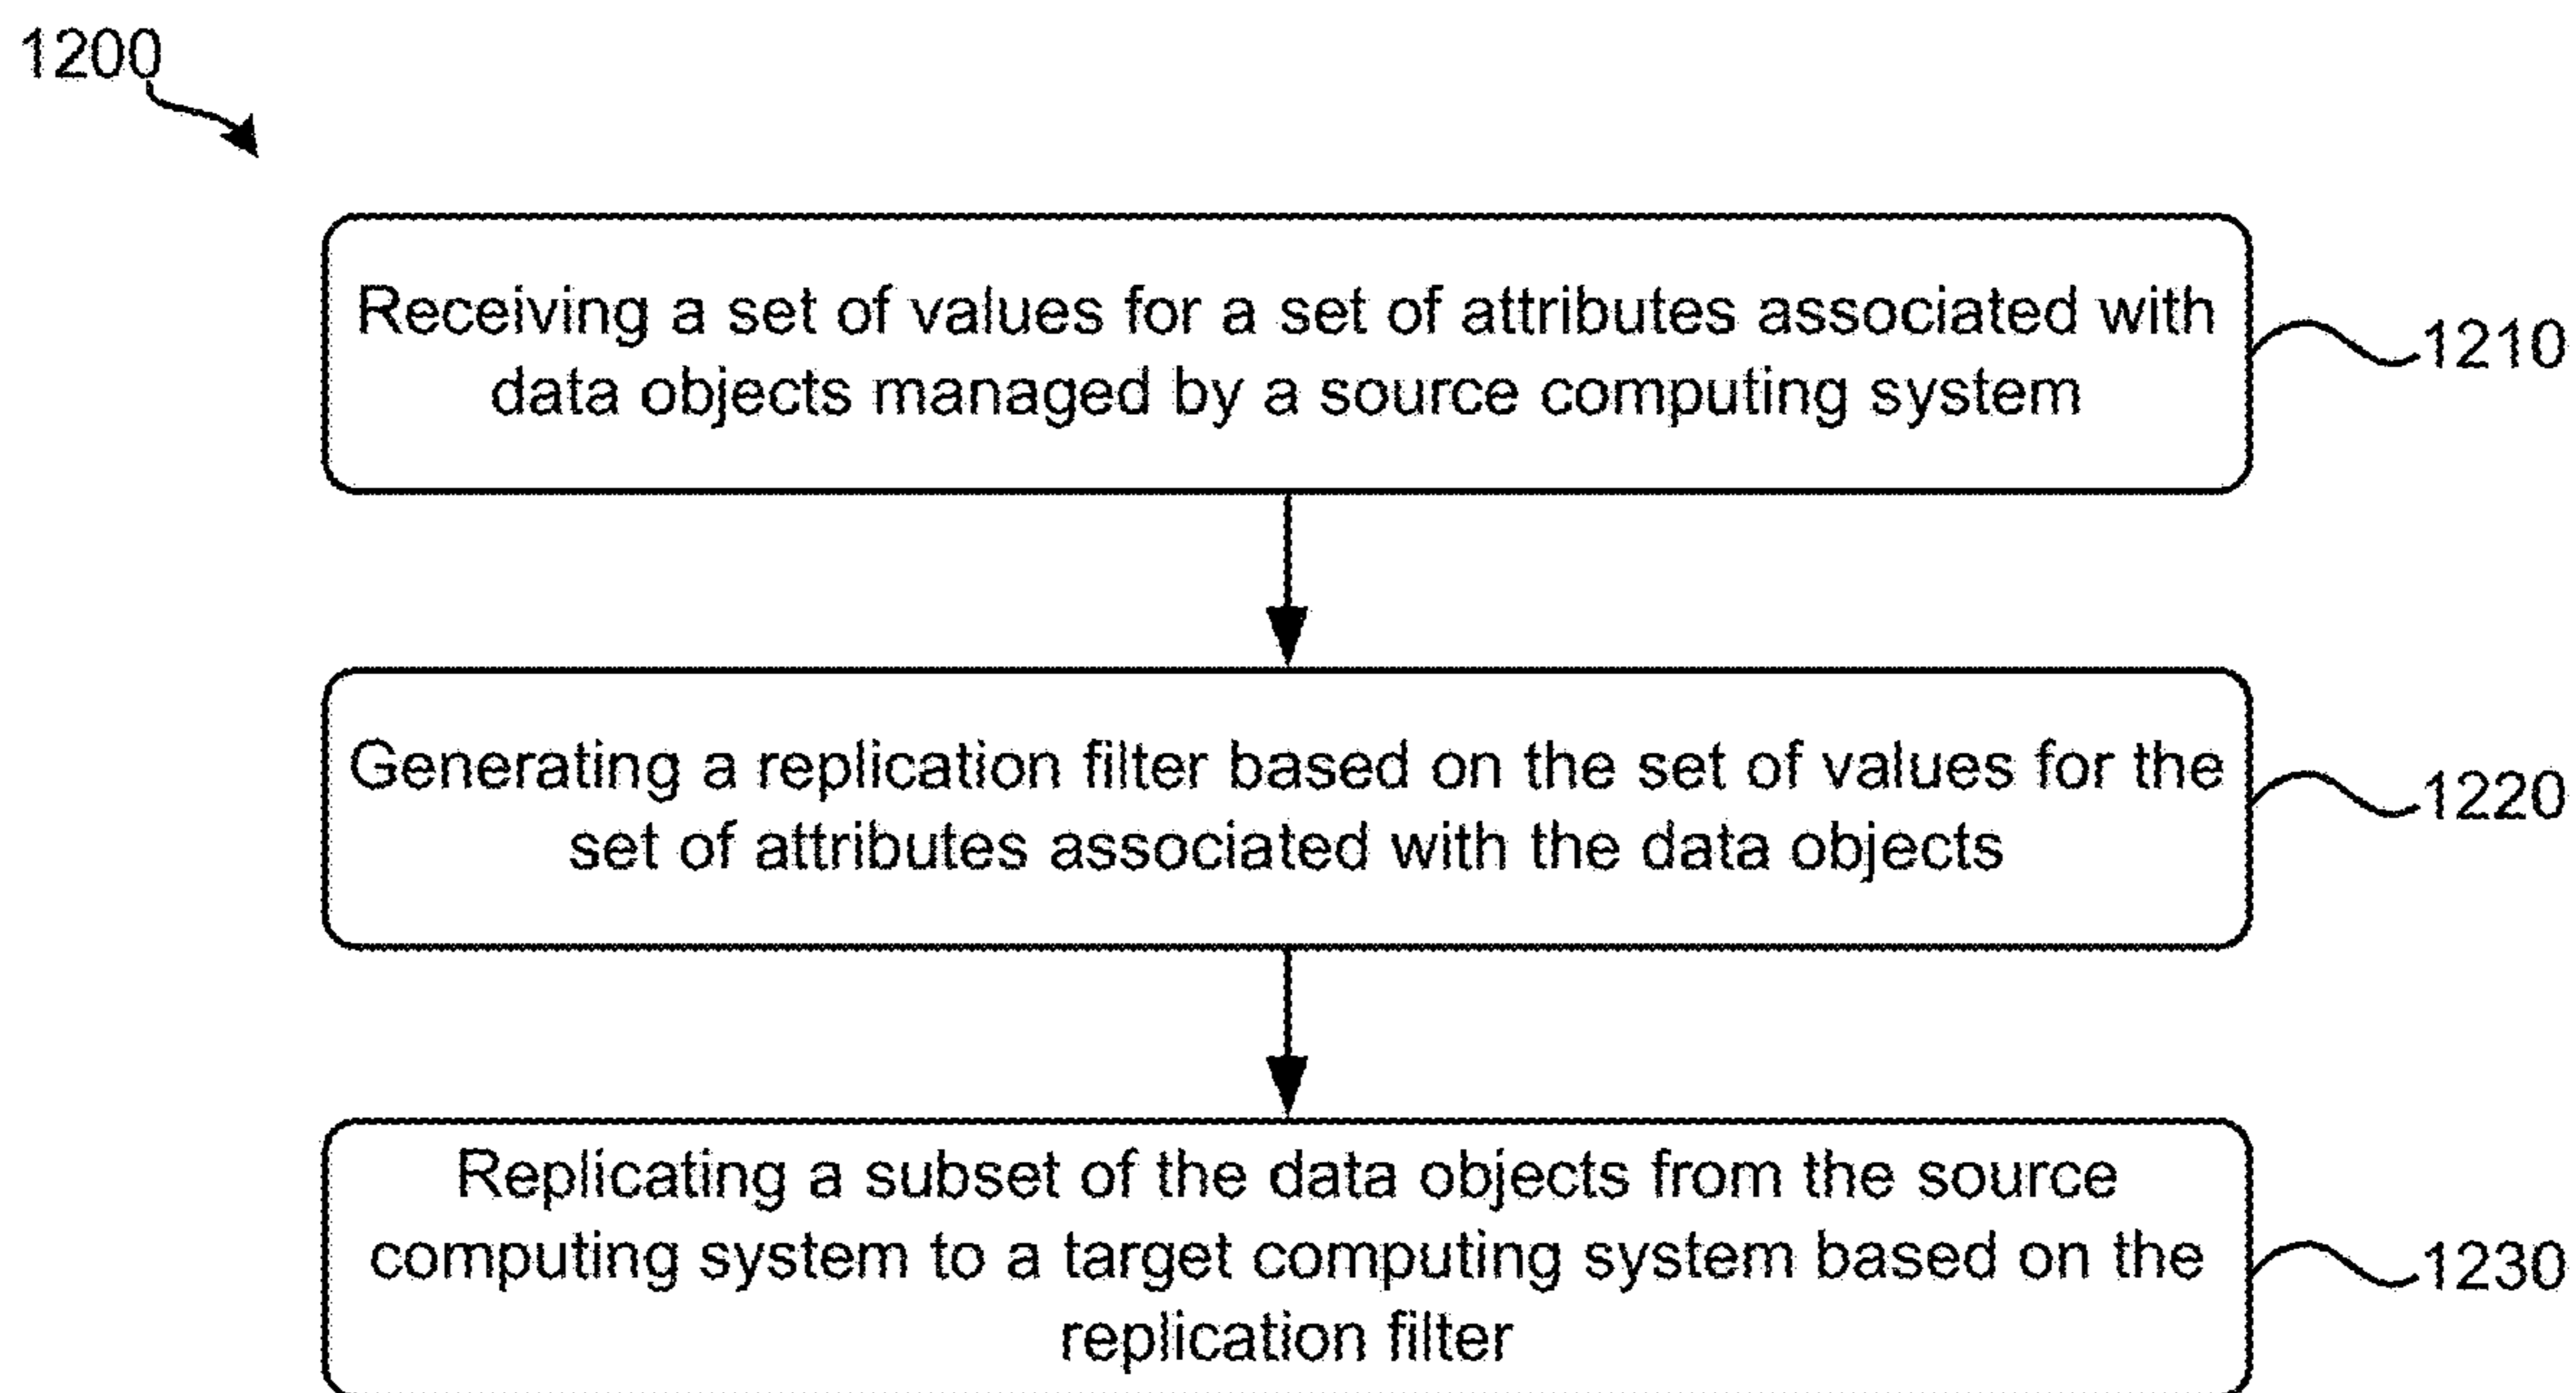 1200
Receiving a set of values for a set of attributes associated with
data objects managed by a source computing system
1210
Generating a replication filter based on the set of values for the
set of attributes associated with the data objects
1220
Replicating a subset of the data objects from the source
computing system to a target computing system based on the
replication filter
1230